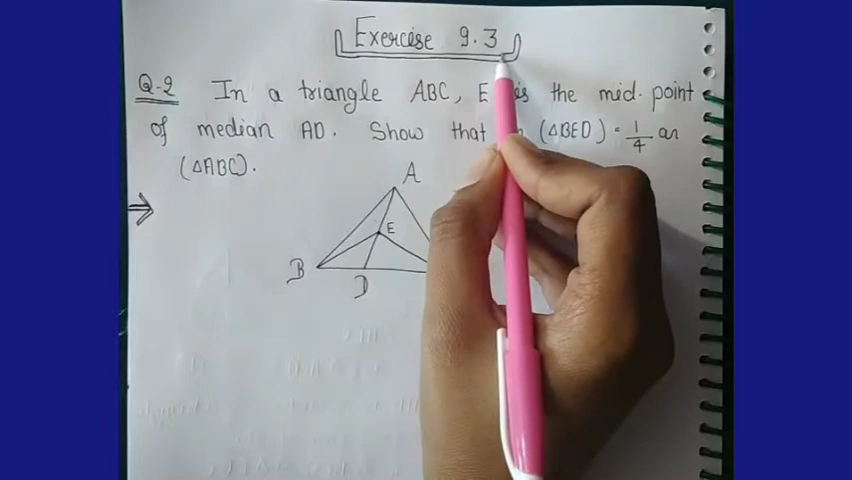 Exercise 9.3
Q-2 In a triangle ABC, E is the mid-point
of median AD. Show that (ΔBED) = 1/4 ar
(ΔABC).
A
E
B
D